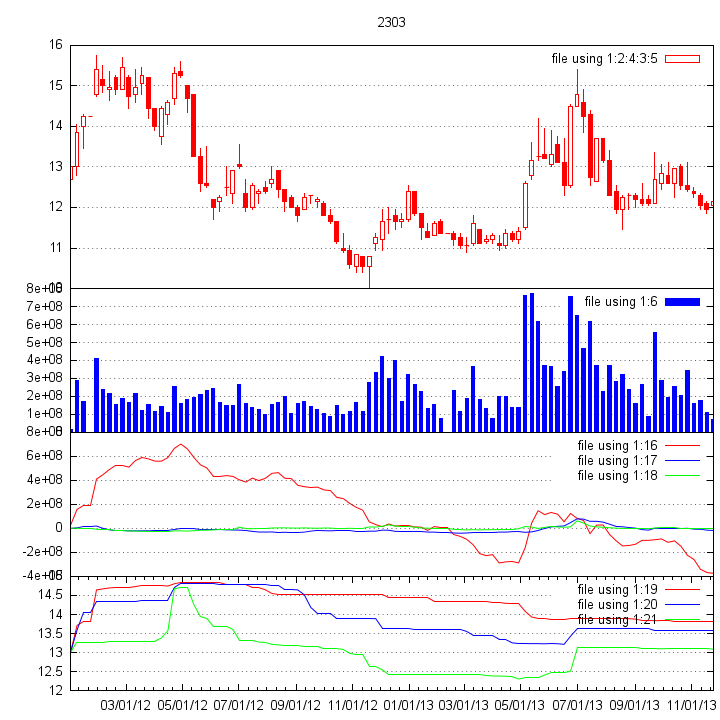 2303
16
file using 1:2:4:3:5
15
14
13
12
11
10
8e+08
file using 1:6
7e+08
6e+08
5e+08
4e+08
3e+08
2e+08
1e+08
8e+08
file using 1:16
6e+08
file using 1:17
file using 1:18
4e+08
2e+08
0
-2e+08
-4e+08
file using 1:19
14.5
file using 1:20
14
file using 1:21
13.5
13
12.5
12
03/01/12 05/01/12 07/01/12 09/01/12 11/01/12 01/01/13 03/01/13 05/01/13 07/01/13 09/01/13 11/01/13